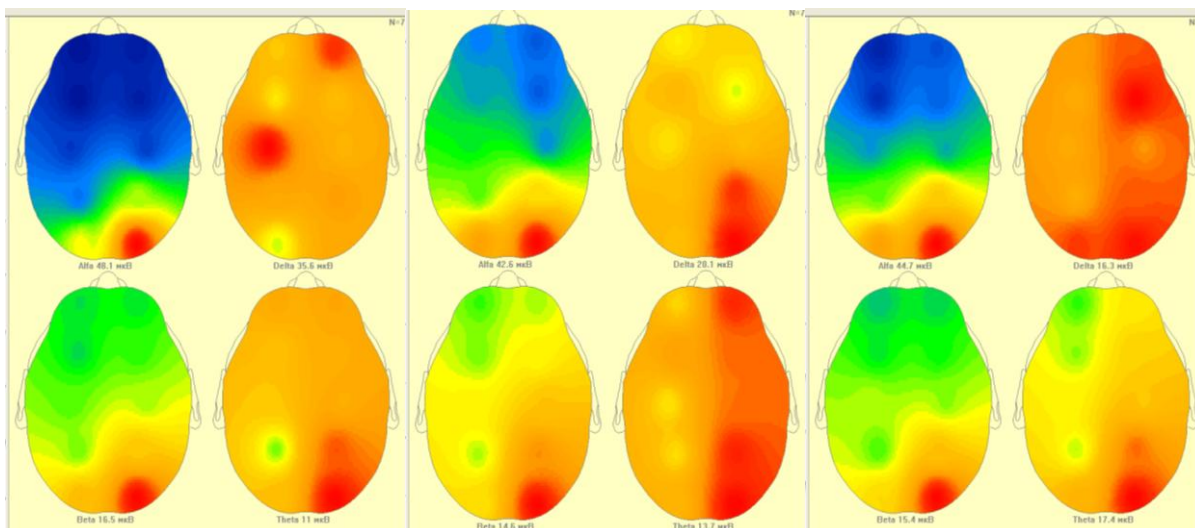 N=7
Alfa 48.1 мкВ
Delta 35.6 мкВ
Beta 16.5 мкВ
Theta 11 мкВ
N=7
Alfa 42.6 мкВ
Delta 28.1 мкВ
Beta 14.6 мкВ
Theta 13.7 мкВ
Alfa 44.7 мкВ
Delta 16.3 мкВ
Beta 15.4 мкВ
Theta 17.4 мкВ